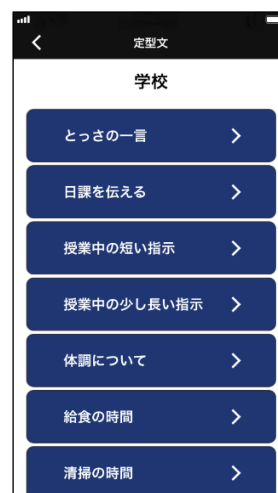 定型文
学校
とっさの一言
日課を伝える
授業中の短い指示
授業中の少し長い指示
体調について
給食の時間
清掃の時間